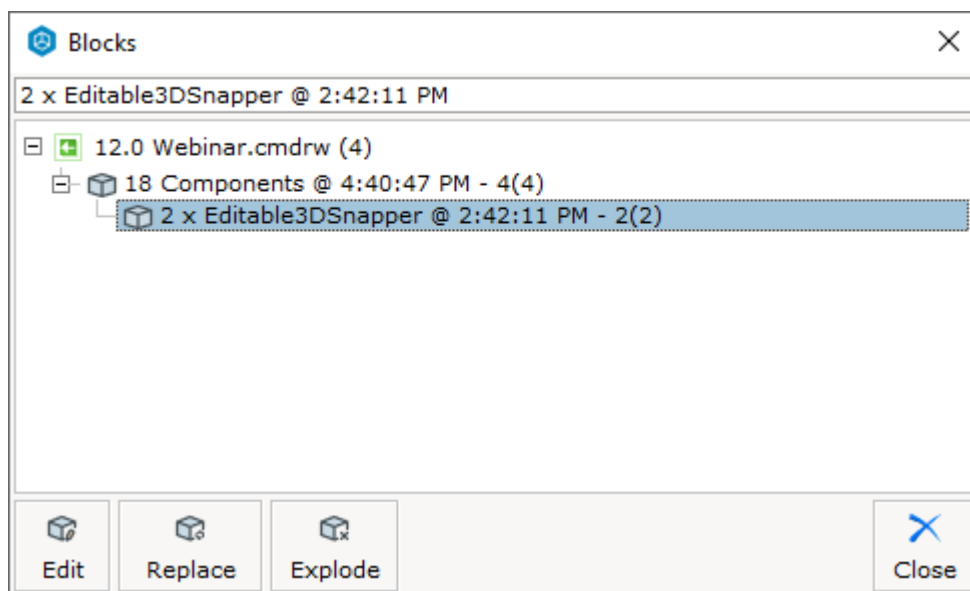 Blocks
2 x Editable3DSnapper @ 2:42:11 PM
12.0 Webinar.cmdrw (4)
18 Components @ 4:40:47 PM - 4(4)
2 x Editable3DSnapper @ 2:42:11 PM - 2(2)
Edit Replace Explode Close